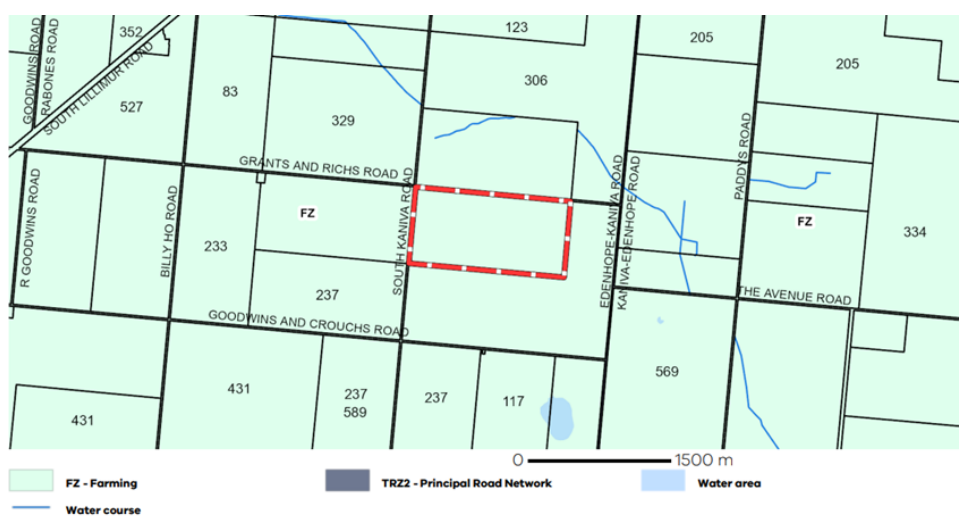 GOODWINS ROAD
RABONES ROAD
352
SOUTH LILLIMUR ROAD
527
83
329
123
306
205
205
GRANTS AND RICHS ROAD
R GOODWINS ROAD
BILLY HO ROAD
233
FZ
SOUTH KANIVA ROAD
237
GOODWINS AND CROUCHS ROAD
EDENHOPE-KANIVA ROAD
KANIVA-EDENHOPE ROAD
PADDYS ROAD
FZ
334
THE AVENUE ROAD
431
431
237
589
237
117
569
0 1500 m
FZ - Farming
TRZ2 - Principal Road Network
Water area
Water course